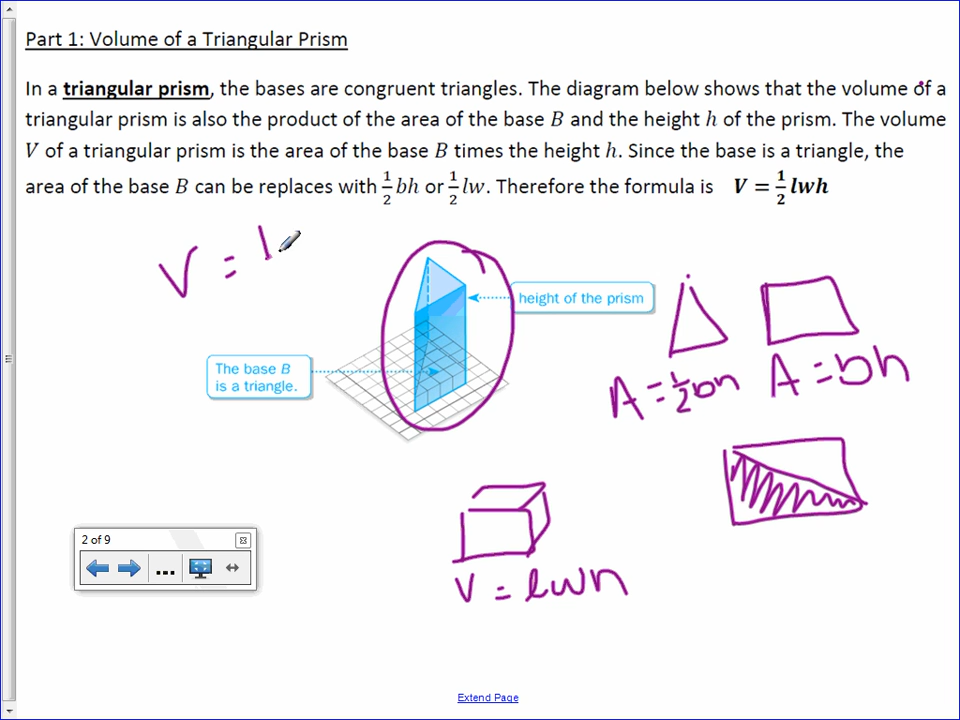 Part 1: Volume of a Triangular Prism
In a triangular prism, the bases are congruent triangles. The diagram below shows that the volume of a
triangular prism is also the product of the area of the base B and the height h of the prism. The volume
V of a triangular prism is the area of the base B times the height h. Since the base is a triangle, the
area of the base B can be replaces with 1/2 bh or 1/2 lw. Therefore the formula is V = 1/2 lwh
V = 1
height of the prism
The base B
is a triangle.
A = 1/2 bh
A = bh
V = lwh
2 of 9
...
Extend Page